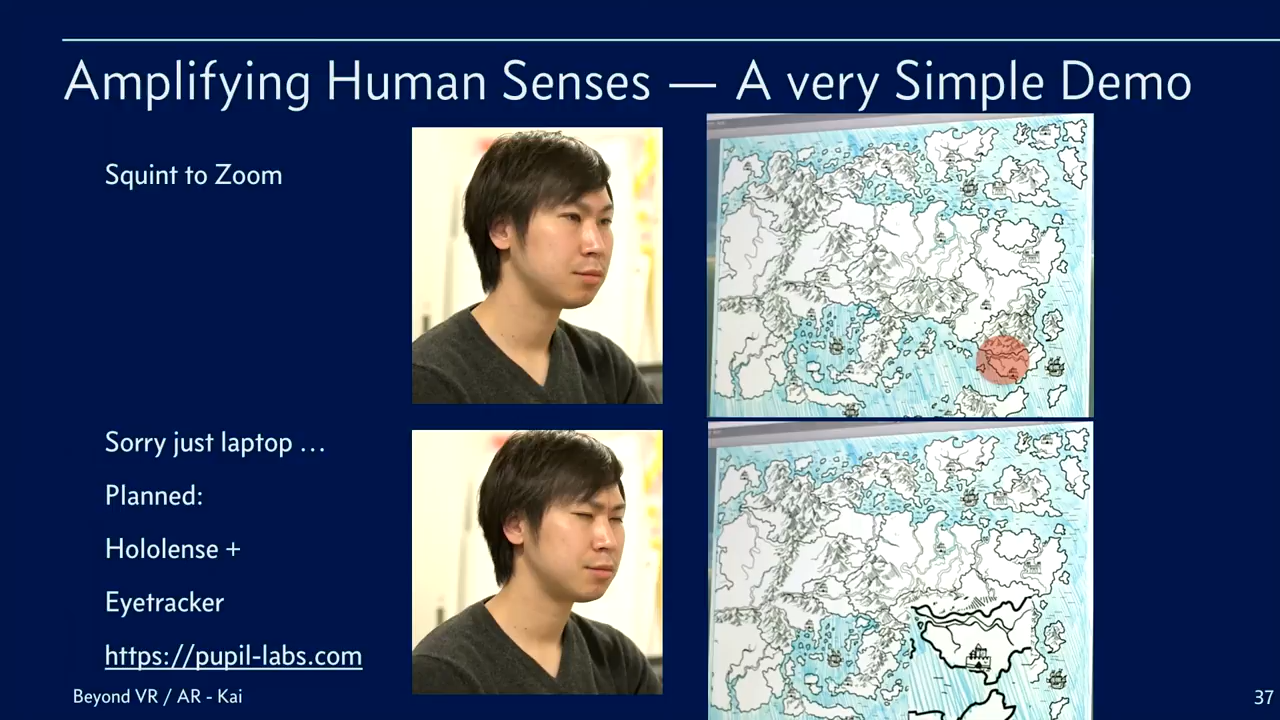 Amplifying Human Senses — A very Simple Demo
Squint to Zoom
Sorry just laptop …
Planned:
Hololense +
Eyetracker
https://pupil-labs.com
Beyond VR / AR - Kai
37